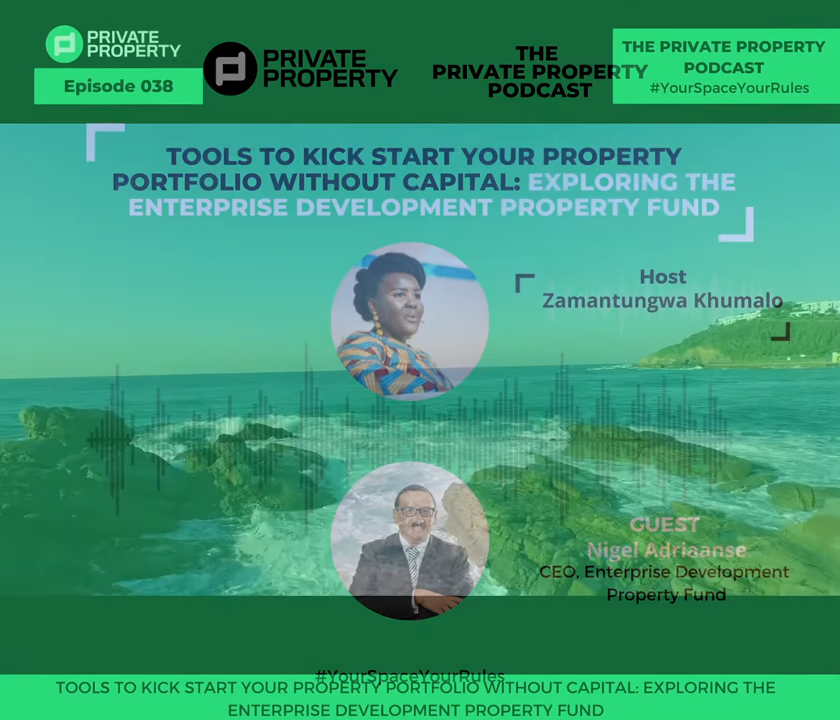 PRIVATE
PROPERTY
Episode 038
PRIVATE
PROPERTY
THE
PRIVATE PROPERTY
PODCAST
THE PRIVATE PROPERTY
PODCAST
#YourSpaceYourRules
TOOLS TO KICK START YOUR PROPERTY
PORTFOLIO WITHOUT CAPITAL: EXPLORING THE
ENTERPRISE DEVELOPMENT PROPERTY FUND
Host
Zamantungwa Khumalo
GUEST
Nigel Adriaanse
CEO, Enterprise Development
Property Fund
#YourSpaceYourRules
TOOLS TO KICK START YOUR PROPERTY PORTFOLIO WITHOUT CAPITAL: EXPLORING THE
ENTERPRISE DEVELOPMENT PROPERTY FUND